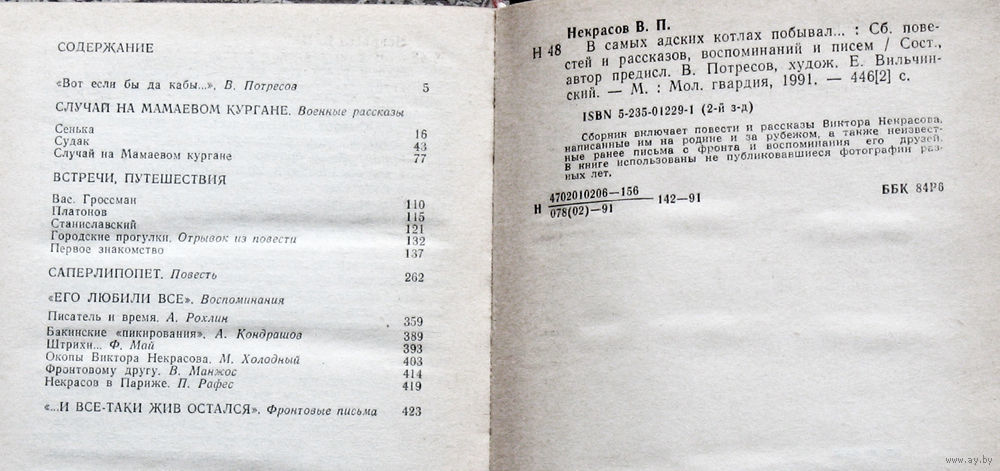 СОДЕРЖАНИЕ
«Вот если бы да кабы...». В. Потресов 5
СЛУЧАЙ НА МАМАЕВОМ КУРГАНЕ. Военные рассказы
Сенька 16
Судак 43
Случай на Мамаевом кургане 77
ВСТРЕЧИ, ПУТЕШЕСТВИЯ
Вас. Гроссман 110
Платонов 115
Станиславский 121
Городские прогулки. Отрывок из повести 132
Первое знакомство 137
САПЕРЛИПОПЕТ. Повесть 262
«ЕГО ЛЮБИЛИ ВСЕ». Воспоминания
Писатель и время. А. Рохлин 359
Бакинские «пикирования». А. Кондрашов 389
Штрихи... Ф. Май 393
Окопы Виктора Некрасова. М. Холодный 403
Фронтовому другу. В. Манжос 414
Некрасов в Париже. П. Рафес 419
«...И ВСЕ-ТАКИ ЖИВ ОСТАЛСЯ». Фронтовые письма 423
Некрасов В. П.
Н 48 В самых адских котлах побывал... : Сб. пове-
стей и рассказов, воспоминаний и писем / Сост.,
автор предисл. В. Потресов, худож. Е. Вильчин-
ский. — М. : Мол. гвардия, 1991. — 446[2] с.
ISBN 5-235-01229-1 (2-й з-д)
Сборник включает повести и рассказы Виктора Некрасова,
написанные им на родине и за рубежом, а также неизвест-
ные ранее письма с фронта и воспоминания его друзей.
В книге использованы не публиковавшиеся фотографии раз-
ных лет.
Н 4702010206—156
078(02)—91 142—91
ББК 84Р6
www.ay.by